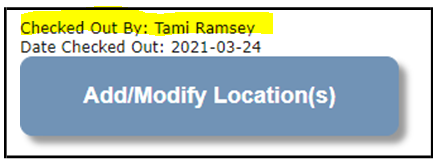 Checked Out By: Tami Ramsey
Date Checked Out: 2021-03-24
Add/Modify Location(s)